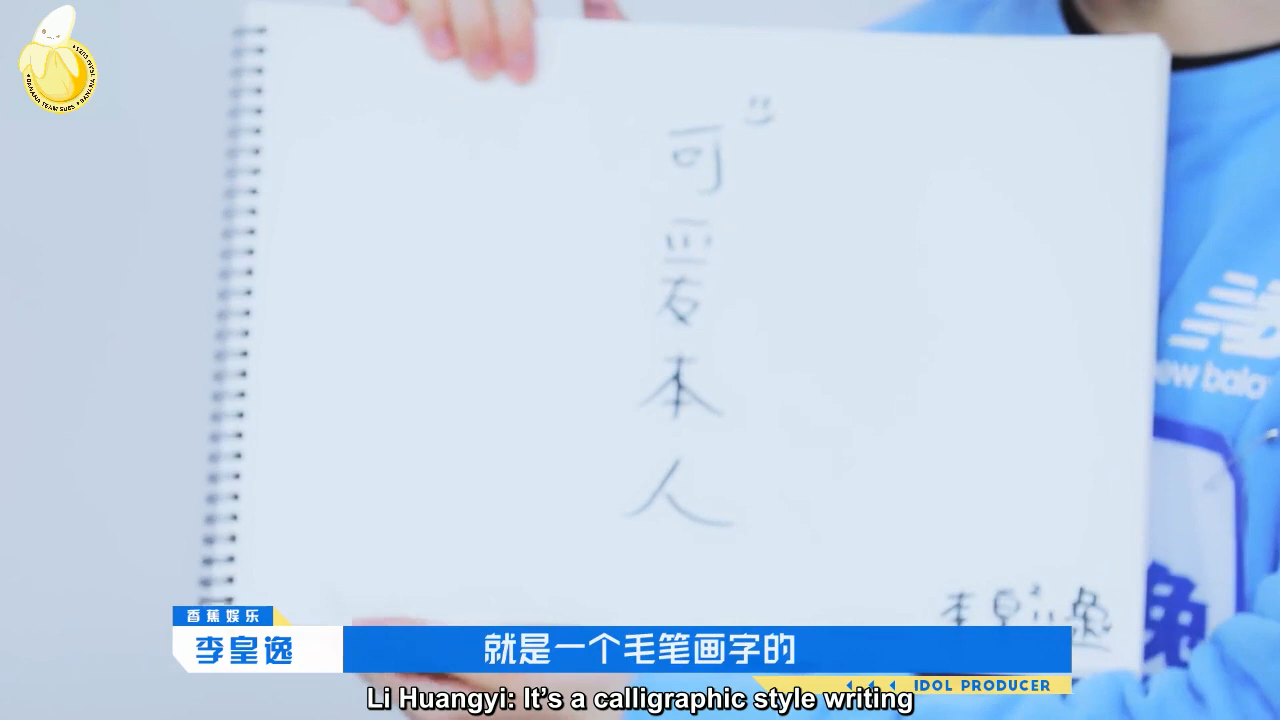 可
爱
本
人
香蕉娱乐
李皇逸
就是一个毛笔画字的
IDOL PRODUCER
Li Huangyi: It's a calligraphic style writing